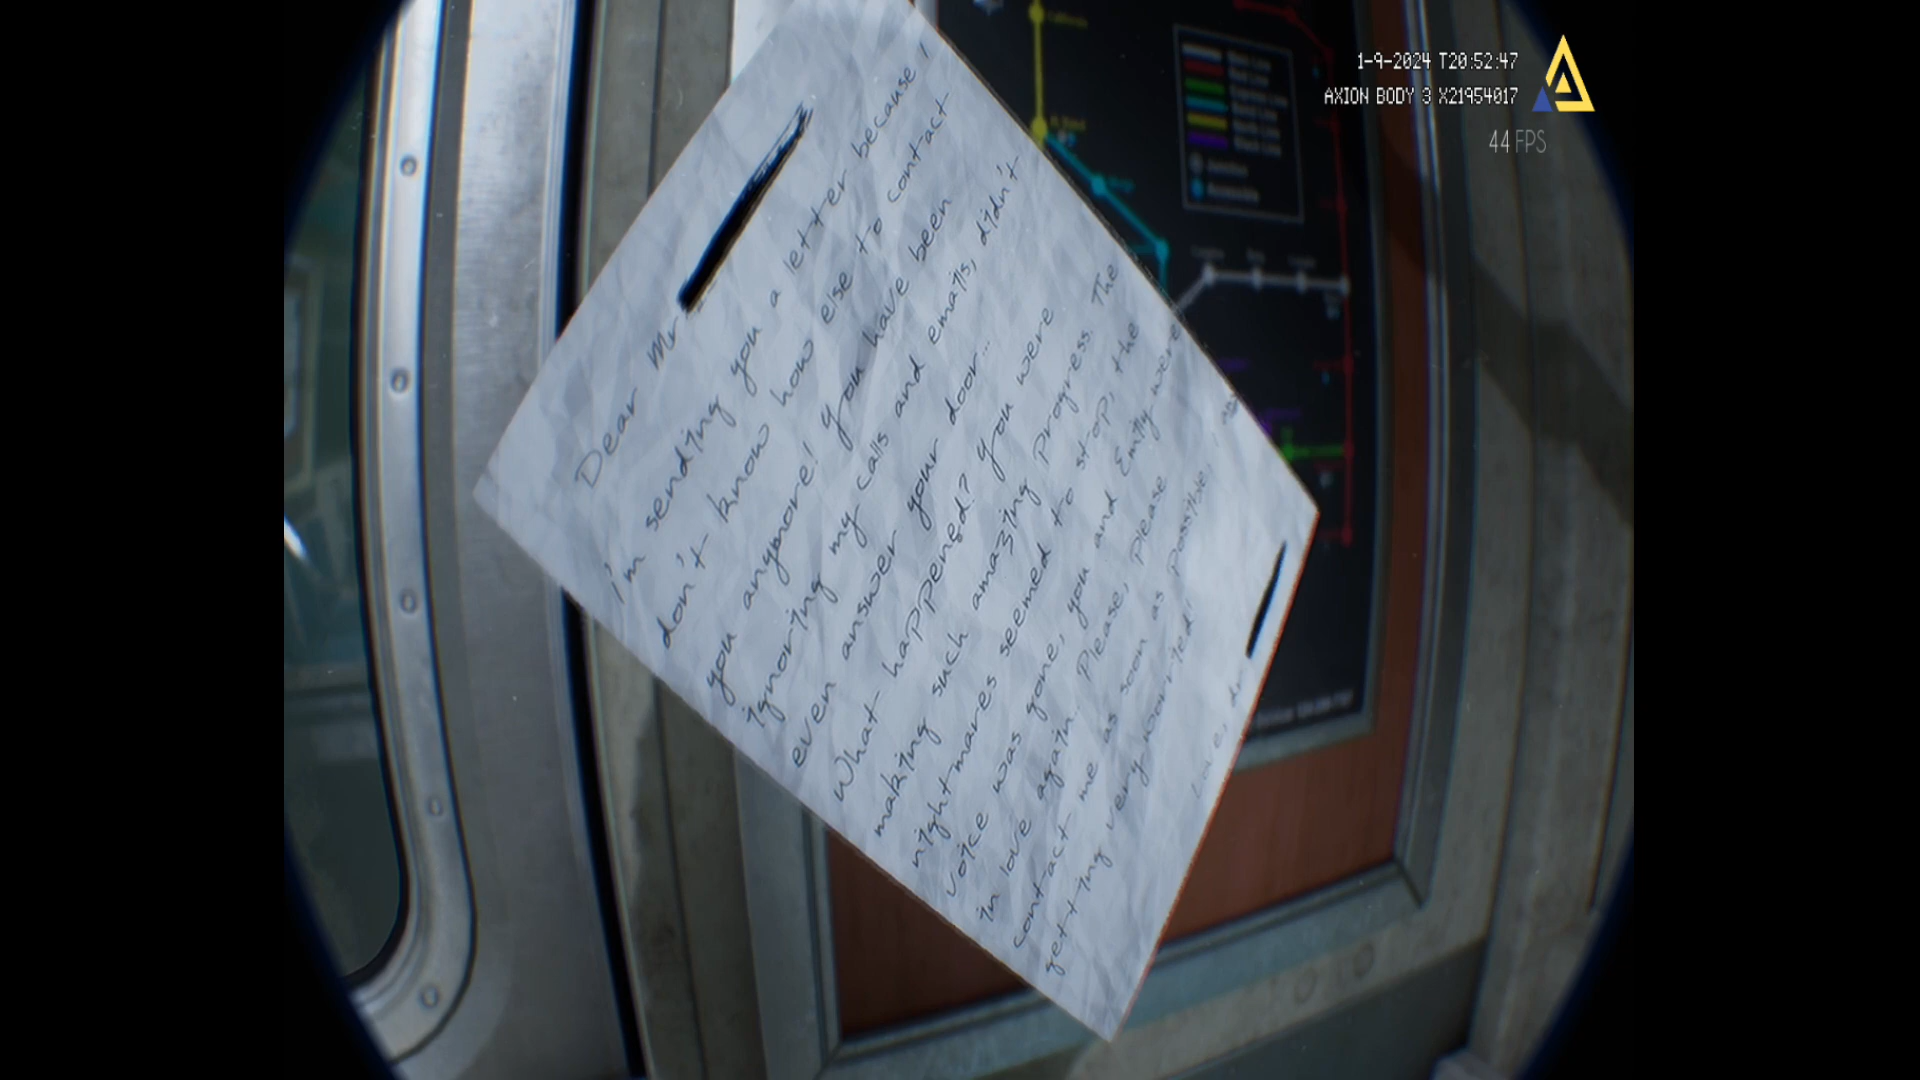 1-9-2024 T20:52:47
AXION BODY 3 X21954017
44 FPS
Dear Mr
I'm sending you a letter because I
don't know how else to contact
you anymore! You have been
ignoring my calls and emails, didn't
even answer your door...
What happened? You were
making such amazing progress. The
nightmares seemed to stop, the
voice was gone, you and Emily were
in love again. Please, Please, Please
contact me as soon as possible, I am
getting very worried!
dr